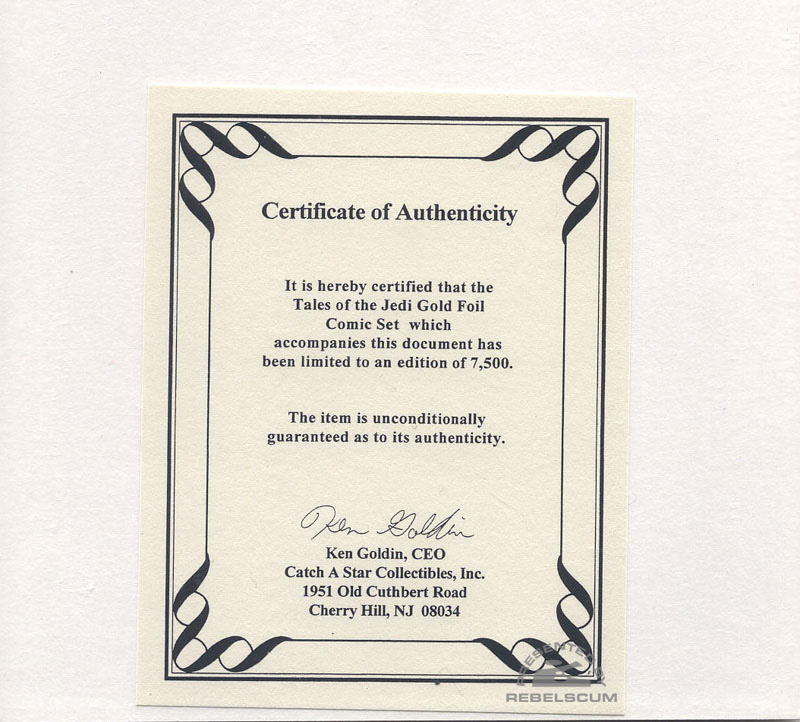 Certificate of Authenticity
It is hereby certified that the
Tales of the Jedi Gold Foil
Comic Set which
accompanies this document has
been limited to an edition of 7,500.
The item is unconditionally
guaranteed as to its authenticity.
Ken Goldin
Ken Goldin, CEO
Catch A Star Collectibles, Inc.
1951 Old Cuthbert Road
Cherry Hill, NJ 08034
PRESENTED
REBELSCUM